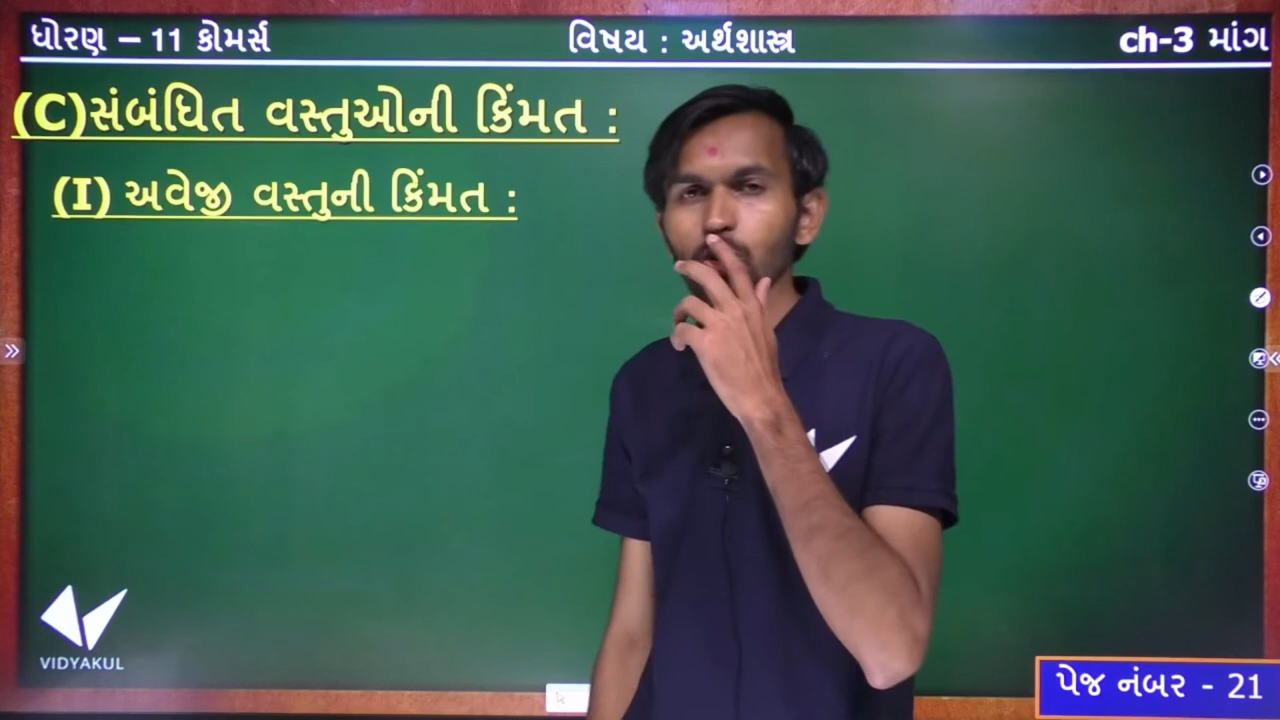 ધોરણ – 11 કોમર્સ વિષય : અર્થશાસ્ત્ર ch-3 માંગ
(C)સંબંધિત વસ્તુઓની કિંમત :
(I) અવેજી વસ્તુની કિંમત :
VIDYAKUL
પેજ નંબર - 21